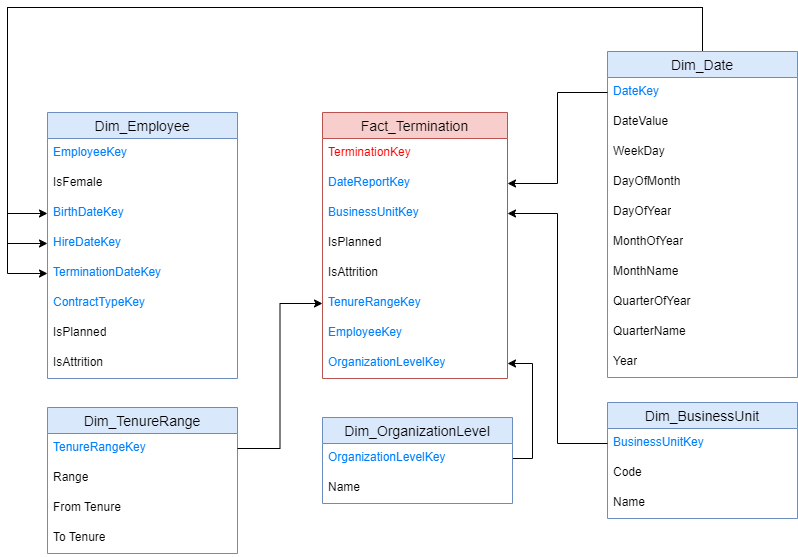 Dim_Date
DateKey
DateValue
WeekDay
DayOfMonth
DayOfYear
MonthOfYear
MonthName
QuarterOfYear
QuarterName
Year
Dim_Employee
EmployeeKey
IsFemale
BirthDateKey
HireDateKey
TerminationDateKey
ContractTypeKey
IsPlanned
IsAttrition
Fact_Termination
TerminationKey
DateReportKey
BusinessUnitKey
IsPlanned
IsAttrition
TenureRangeKey
EmployeeKey
OrganizationLevelKey
Dim_TenureRange
TenureRangeKey
Range
From Tenure
To Tenure
Dim_OrganizationLevel
OrganizationLevelKey
Name
Dim_BusinessUnit
BusinessUnitKey
Code
Name